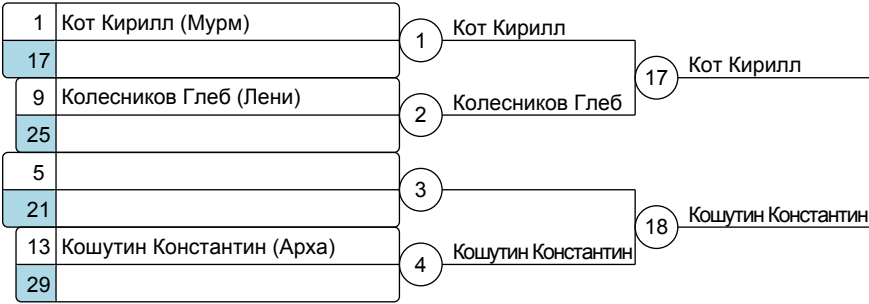 1 Кот Кирилл (Мурм)
17
9 Колесников Глеб (Лени)
25
5
21
13 Кошутин Константин (Арха)
29
1 Кот Кирилл
2 Колесников Глеб
3
4 Кошутин Константин
17 Кот Кирилл
18 Кошутин Константин